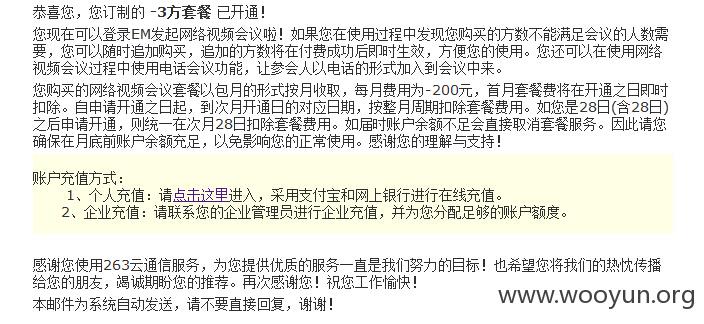 恭喜您，您订制的 -3方套餐 已开通！
您现在可以登录EM发起网络视频会议啦！如果您在使用过程中发现您购买的方数不能满足会议的人数需
要，您可以随时追加购买，追加的方数将在付费成功后即时生效，方便您的使用。您还可以在使用网络
视频会议过程中使用电话会议功能，让参会人以电话的形式加入到会议中来。
您购买的网络视频会议套餐以包月的形式按月收取，每月费用为-200元，首月套餐费将在开通之日即时
扣除。自申请开通之日起，到次月开通日的对应日期，按整月周期扣除套餐费用。如您是28日(含28日)
之后申请开通，则统一在次月28日扣除套餐费用。如届时账户余额不足会直接取消套餐服务。因此请您
确保在月底前账户余额充足，以免影响您的正常使用。感谢您的理解与支持！
账户充值方式：
1、个人充值：请点击这里进入，采用支付宝和网上银行进行在线充值。
2、企业充值：请联系您的企业管理员进行企业充值，并为您分配足够的账户额度。
感谢您使用263云通信服务，为您提供优质的服务一直是我们努力的目标！也希望您将我们的热忱传播
给您的朋友，竭诚期盼您的推荐。再次感谢您！祝您工作愉快！
本邮件为系统自动发送，请不要直接回复，谢谢！
www.wooyun.org